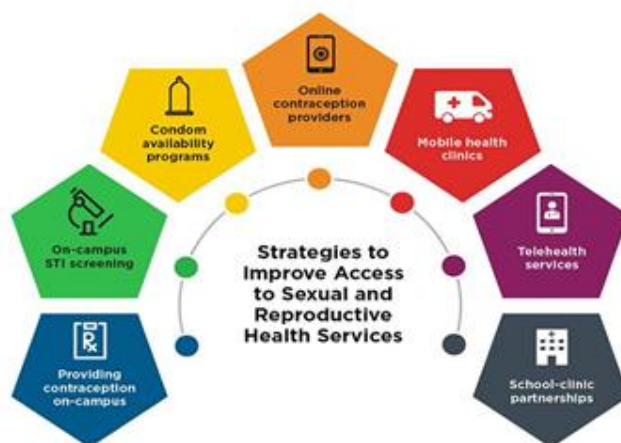 Online
contraception
providers
Condom
availability
programs
Mobile health
clinics
On-campus
STI screening
Telehealth
services
Rx
Providing
contraception
on-campus
School-clinic
partnerships
Strategies to
Improve Access
to Sexual and
Reproductive
Health Services